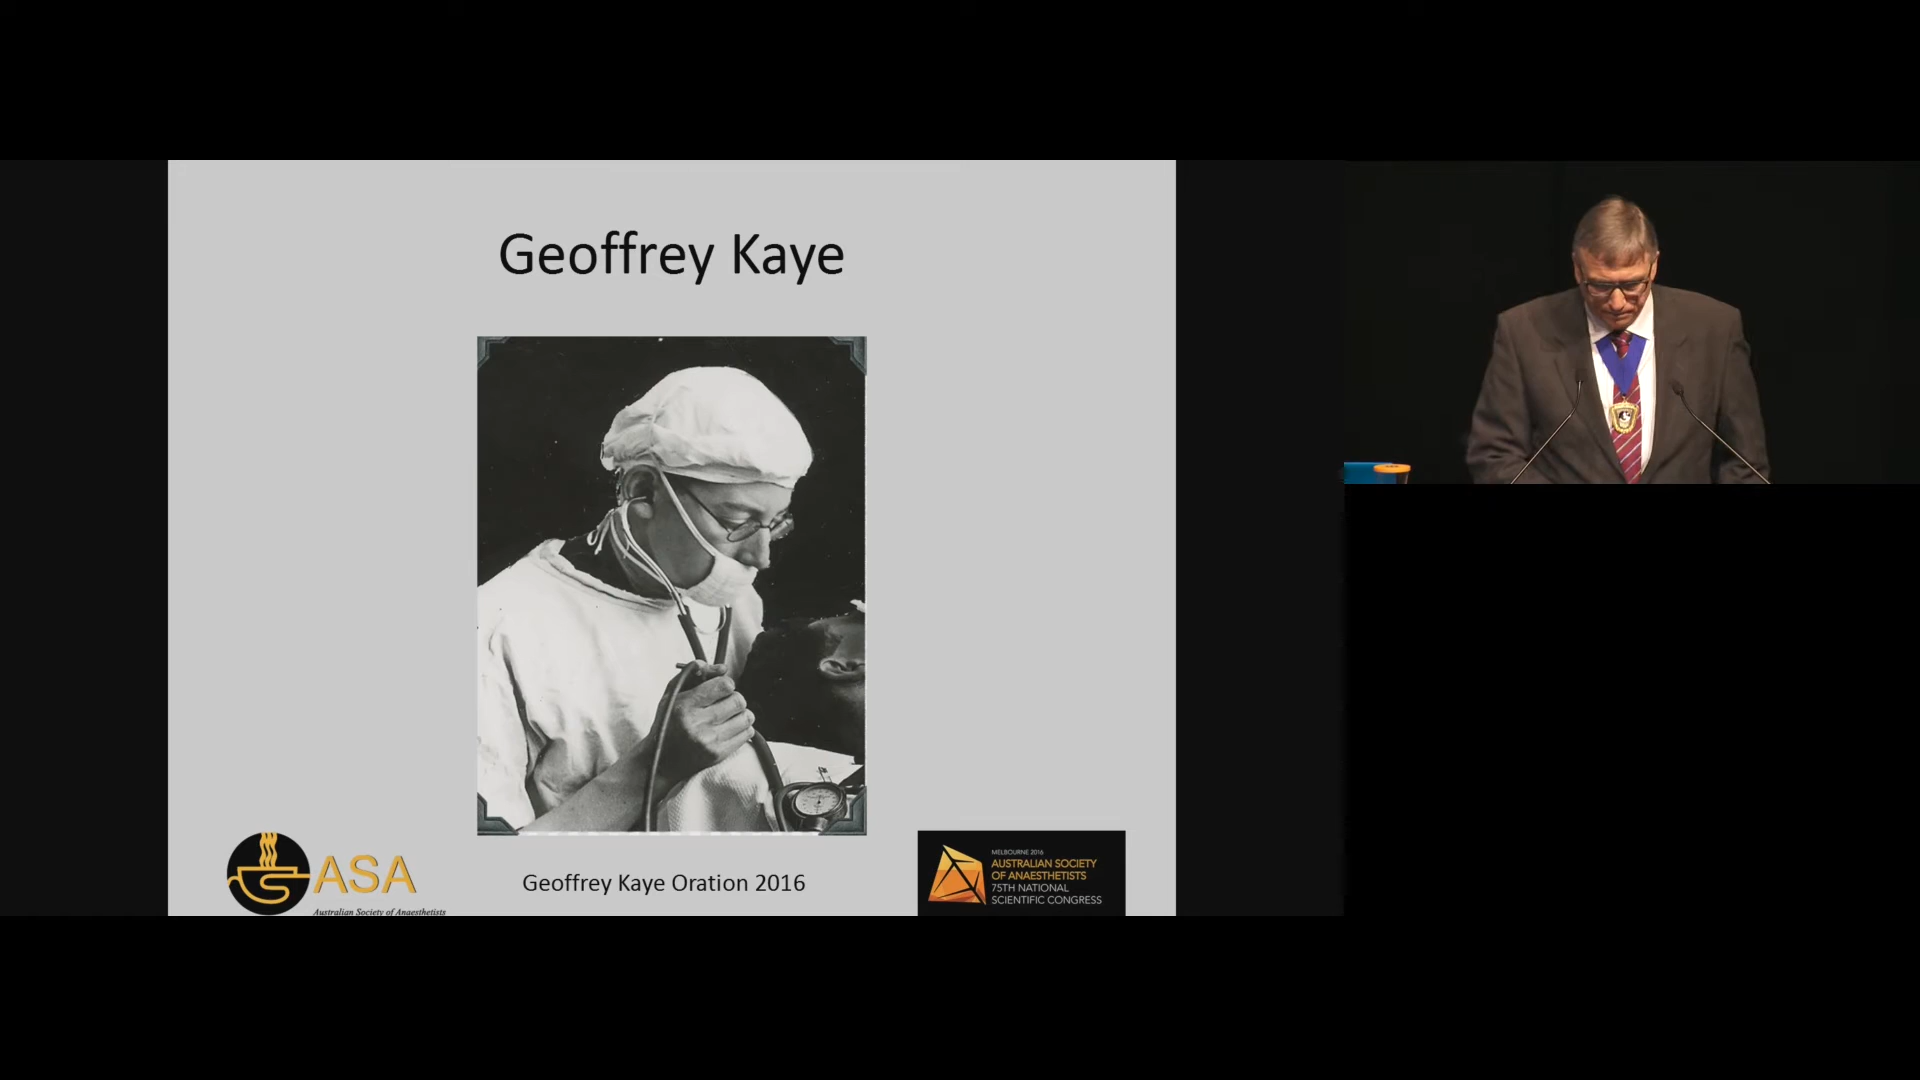 Geoffrey Kaye
ASA
Australian Society of Anaesthetists
Geoffrey Kaye Oration 2016
MELBOURNE 2016
AUSTRALIAN SOCIETY
OF ANAESTHETISTS
75TH NATIONAL
SCIENTIFIC CONGRESS